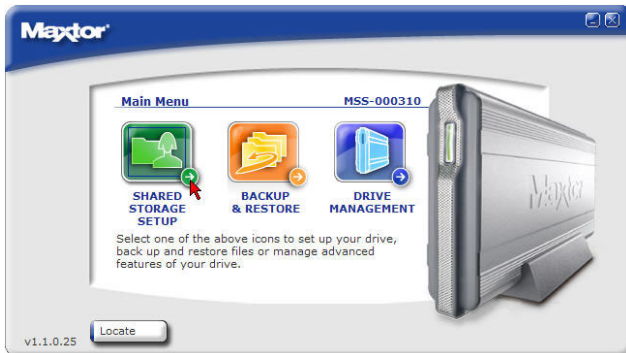 Maxtor
Main Menu
MSS-000310
SHARED STORAGE SETUP
BACKUP & RESTORE
DRIVE MANAGEMENT
Select one of the above icons to set up your drive,
back up and restore files or manage advanced
features of your drive.
Maxtor
Locate
v1.1.0.25